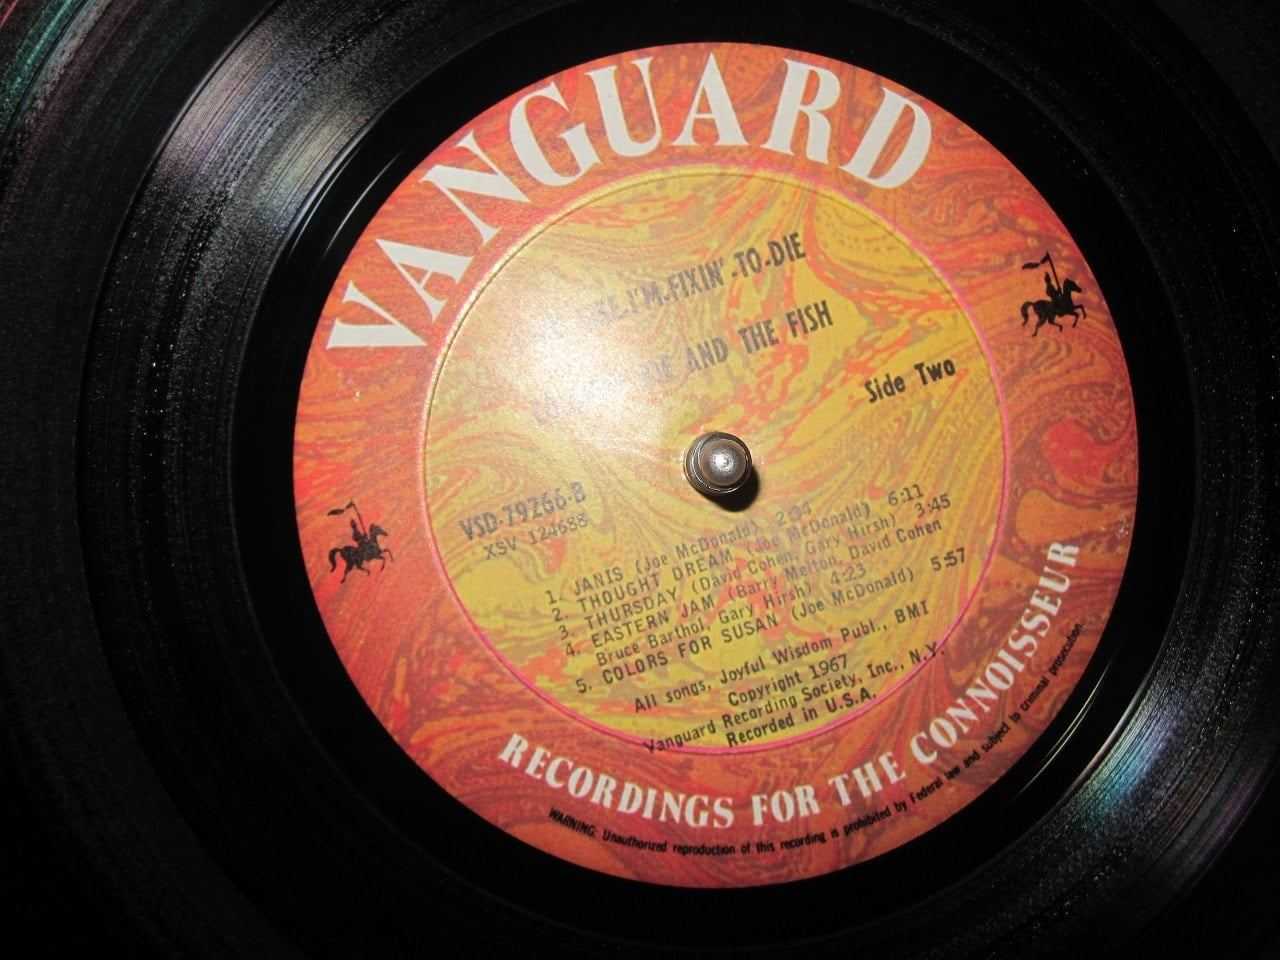 VANGUARD
I'M-FIXIN'-TO-DIE
AND THE FISH
Side Two
VSD-79266-B
XSV 124688
1. JANIS (Joe McDonald) 2:34
2. THOUGHT DREAM (Joe McDonald) 6:11
3. THURSDAY (David Cohen, Gary Hirsh) 3:45
4. EASTERN JAM (Barry Melton, David Cohen
Bruce Barthol, Gary Hirsh) 4:23
5. COLORS FOR SUSAN (Joe McDonald) 5:57
All songs, Joyful Wisdom Publ., BMI
Copyright 1967
Vanguard Recording Society, Inc., N.Y.
Recorded in U.S.A.
RECORDINGS FOR THE CONNOISSEUR
WARNING: Unauthorized reproduction of this recording is prohibited by Federal law and subject to criminal prosecution.